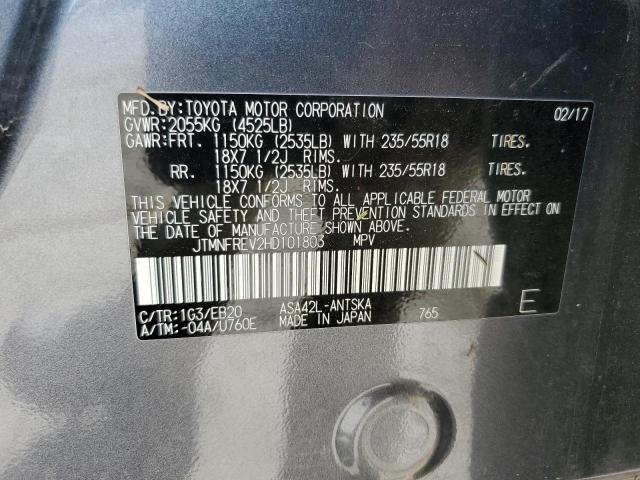 MFD.BY:TOYOTA MOTOR CORPORATION 02/17
GVWR:2055KG (4525LB)
GAWR:FRT. 1150KG (2535LB) WITH 235/55R18 TIRES.
18X7 1/2J RIMS.
RR. 1150KG (2535LB) WITH 235/55R18 TIRES.
18X7 1/2J RIMS.
THIS VEHICLE CONFORMS TO ALL APPLICABLE FEDERAL MOTOR
VEHICLE SAFETY AND THEFT PREVENTION STANDARDS IN EFFECT ON
THE DATE OF MANUFACTURE SHOWN ABOVE.
JTMNFREV2HD101803 MPV
C/TR:1G3/EB20 ASA42L-ANTSKA
A/TM:-04A/U760E MADE IN JAPAN 765
E